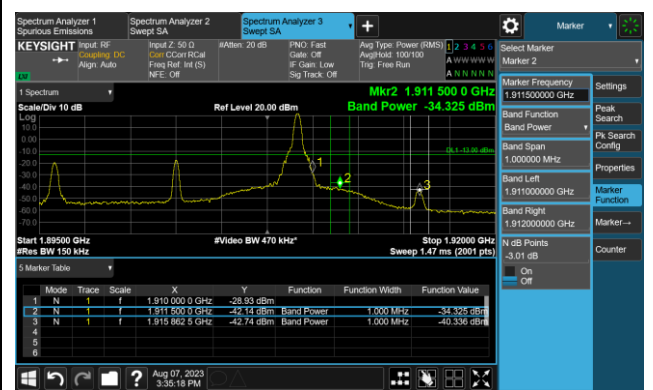 Spectrum Analyzer 1
Spurious Emissions
Spectrum Analyzer 2
Swept SA
Spectrum Analyzer 3
Swept SA
+
Marker
KEYSIGHT
Input: RF
Coupling: DC
Align: Auto
Input Z: 50 Ω
Corr CCorr RCal
Freq Ref: Int (S)
NFE: Off
#Atten: 20 dB
PNO: Fast
Gate: Off
IF Gain: Low
Sig Track: Off
Avg Type: Power (RMS)
Avg|Hold: 100/100
Trig: Free Run
1 2 3 4 5 6
A W W W W W
A N N N N N
Select Marker
Marker 2
LXI
1 Spectrum
Mkr2 1.911 500 0 GHz
Scale/Div 10 dB
Ref Level 20.00 dBm
Band Power -34.325 dBm
Log
10.0
0.00
-10.0
-20.0
-30.0
-40.0
-50.0
-60.0
-70.0
DL1 -13.00 dBm
1
2
3
Start 1.89500 GHz
#Video BW 470 kHz*
Stop 1.92000 GHz
#Res BW 150 kHz
Sweep 1.47 ms (2001 pts)
Marker Frequency
1.911500000 GHz
Band Function
Band Power
Band Span
1.000000 MHz
Band Left
1.911000000 GHz
Band Right
1.912000000 GHz
N dB Points
-3.01 dB
On
Off
Settings
Peak
Search
Pk Search
Config
Properties
Marker
Function
Marker→
Counter
5 Marker Table
Mode Trace Scale X Y Function Function Width Function Value
1 N 1 f 1.910 000 0 GHz -28.93 dBm
2 N 1 f 1.911 500 0 GHz -42.14 dBm Band Power 1.000 MHz -34.325 dBm
3 N 1 f 1.915 862 5 GHz -42.74 dBm Band Power 1.000 MHz -40.336 dBm
4
5
6
?
Aug 07, 2023
3:35:18 PM